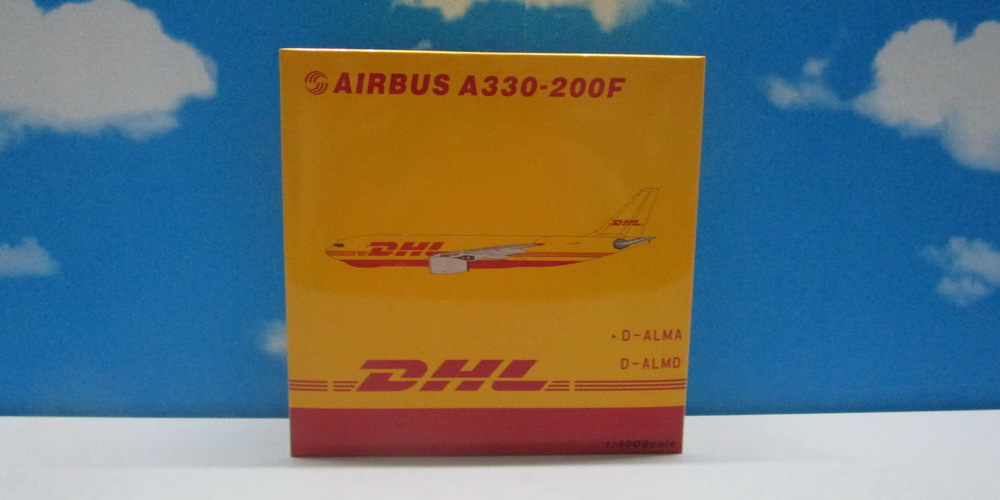 AIRBUS A330-200F
DHL
DHL
D-ALMA
D-ALMD
DHL
1/400Scale